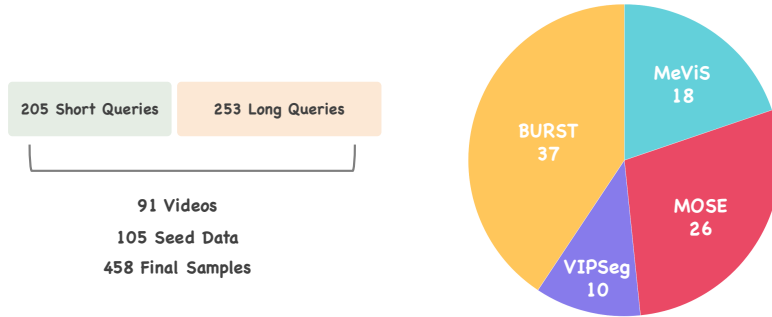 205 Short Queries
253 Long Queries
91 Videos
105 Seed Data
458 Final Samples
MeViS
18
BURST
37
MOSE
26
VIPSeg
10